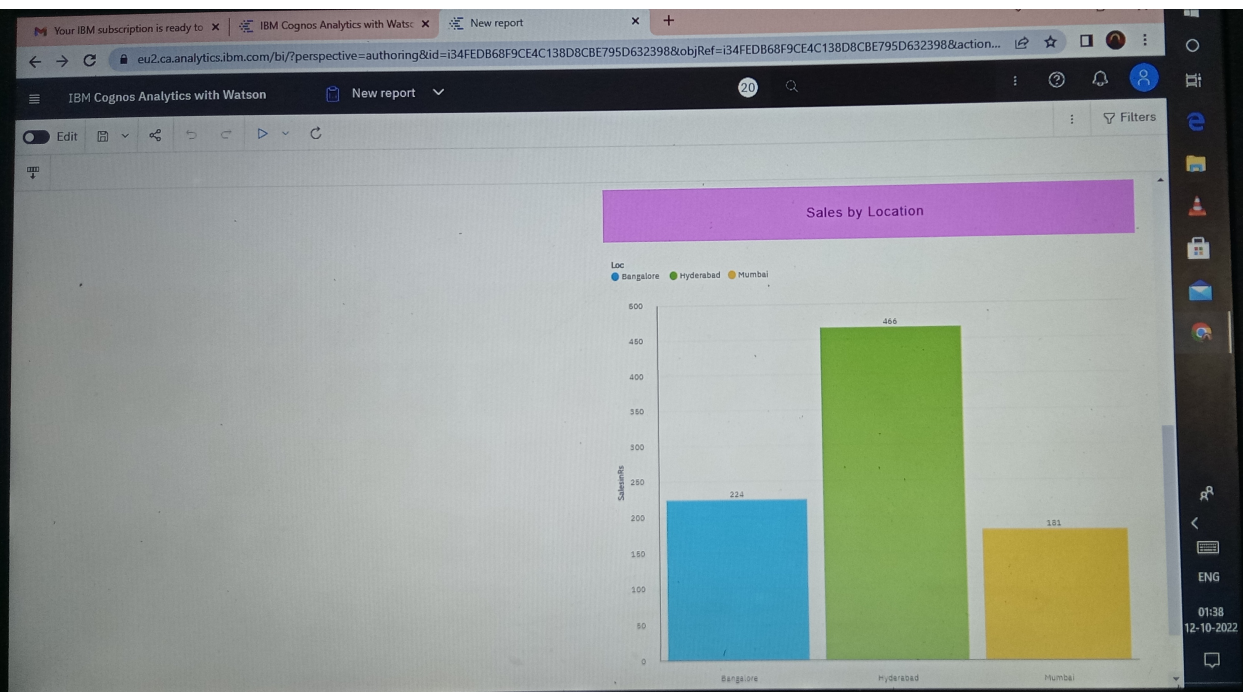 Your IBM subscription is ready to
IBM Cognos Analytics with Watsc
New report
eu2.ca.analytics.ibm.com/bi/?perspective=authoring&id=i34FEDB68F9CE4C138D8CBE795D632398&objRef=i34FEDB68F9CE4C138D8CBE795D632398&action...
IBM Cognos Analytics with Watson
New report
20
Edit
Filters
Sales by Location
Loc
Bangalore Hyderabad Mumbai
500
450
400
350
300
250
200
150
100
50
0
SalesinRs
224
466
181
Bangalore
Hyderabad
Mumbai
ENG
01:38
12-10-2022